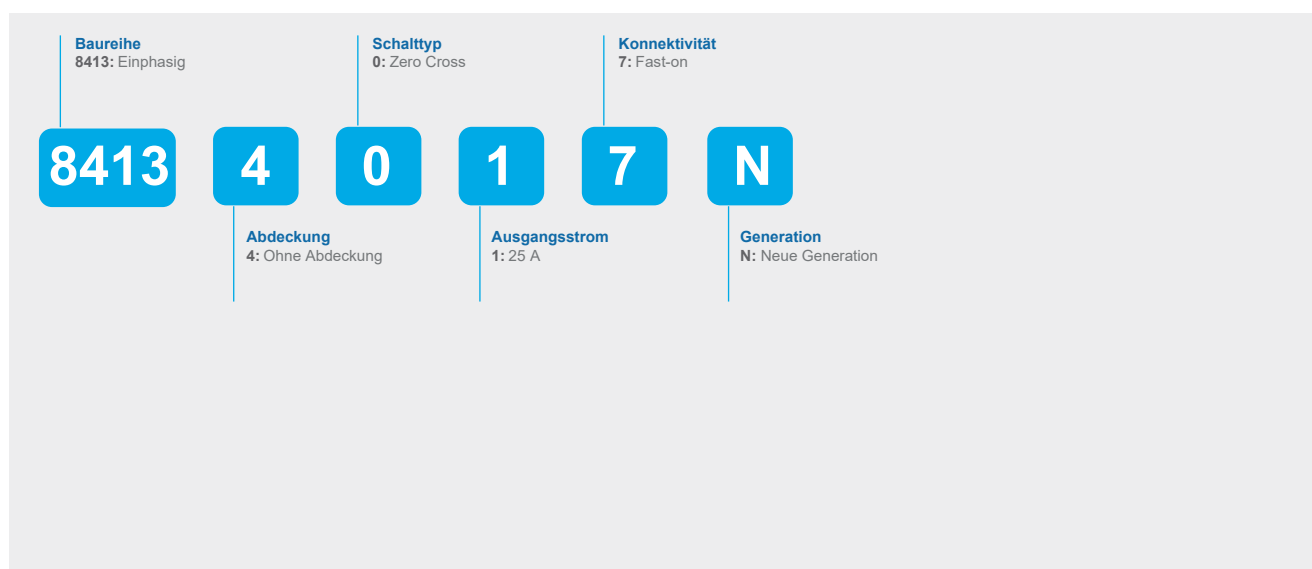 Baureihe
8413: Einphasig
Schalttyp
0: Zero Cross
Konnektivität
7: Fast-on
8413 4 0 1 7 N
Abdeckung
4: Ohne Abdeckung
Ausgangsstrom
1: 25 A
Generation
N: Neue Generation